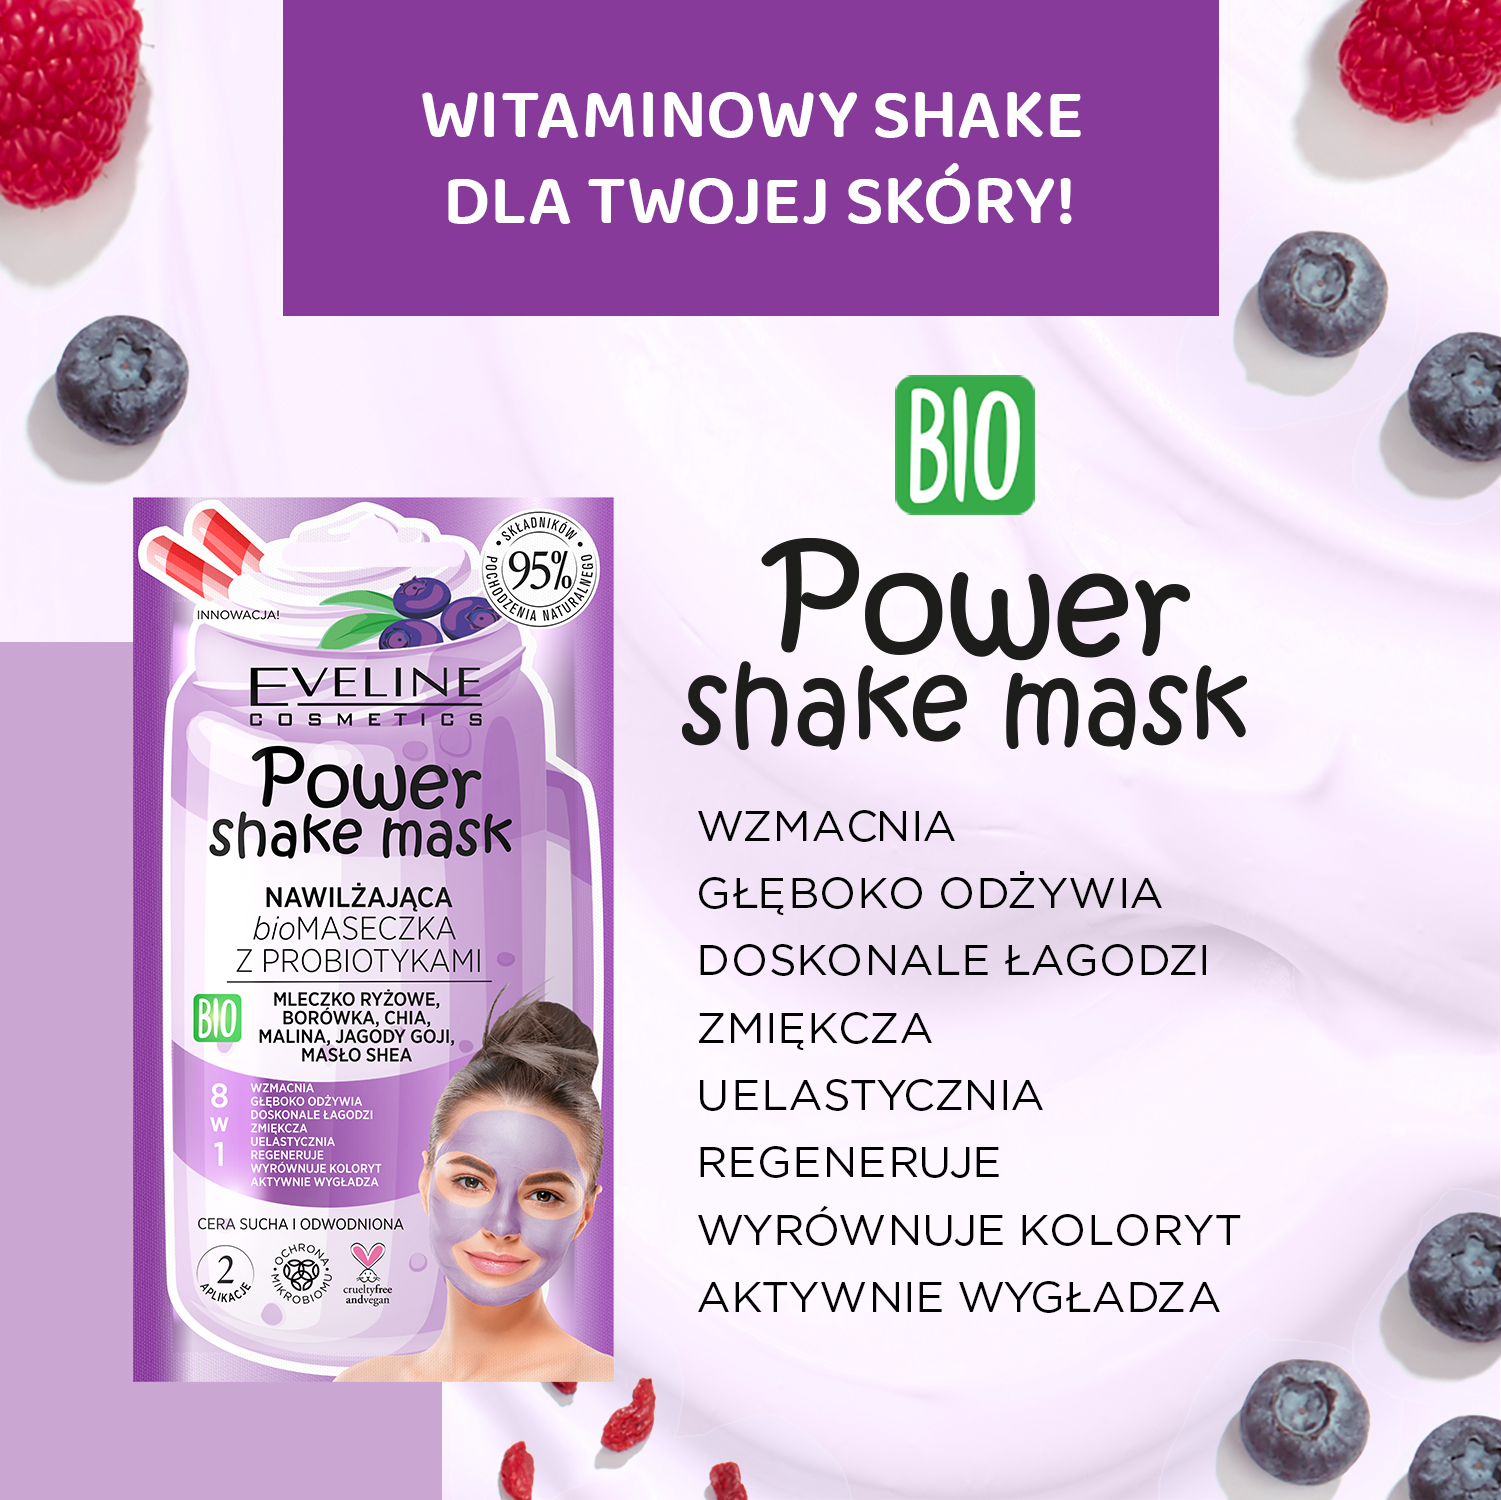 WITAMINOWY SHAKE
DLA TWOJEJ SKÓRY!
BIO
Power
shake mask
WZMACNIA
GŁĘBOKO ODŻYWIA
DOSKONALE ŁAGODZI
ZMIĘKCZA
UELASTYCZNIA
REGENERUJE
WYRÓWNUJE KOLORYT
AKTYWNIE WYGŁADZA
SKŁADNIKÓW
95%
POCHODZENIA NATURALNEGO
INNOWACJA!
EVELINE
COSMETICS
Power
shake mask
NAWILŻAJĄCA
bioMASECZKA
Z PROBIOTYKAMI
BIO
MLECZKO RYŻOWE,
BORÓWKA, CHIA,
MALINA, JAGODY GOJI,
MASŁO SHEA
8
W
1
WZMACNIA
GŁĘBOKO ODŻYWIA
DOSKONALE ŁAGODZI
ZMIĘKCZA
UELASTYCZNIA
REGENERUJE
WYRÓWNUJE KOLORYT
AKTYWNIE WYGŁADZA
CERA SUCHA I ODWODNIONA
2
APLIKACJE
OCHRONA
MIKROBIOMU
crueltyfree
andvegan